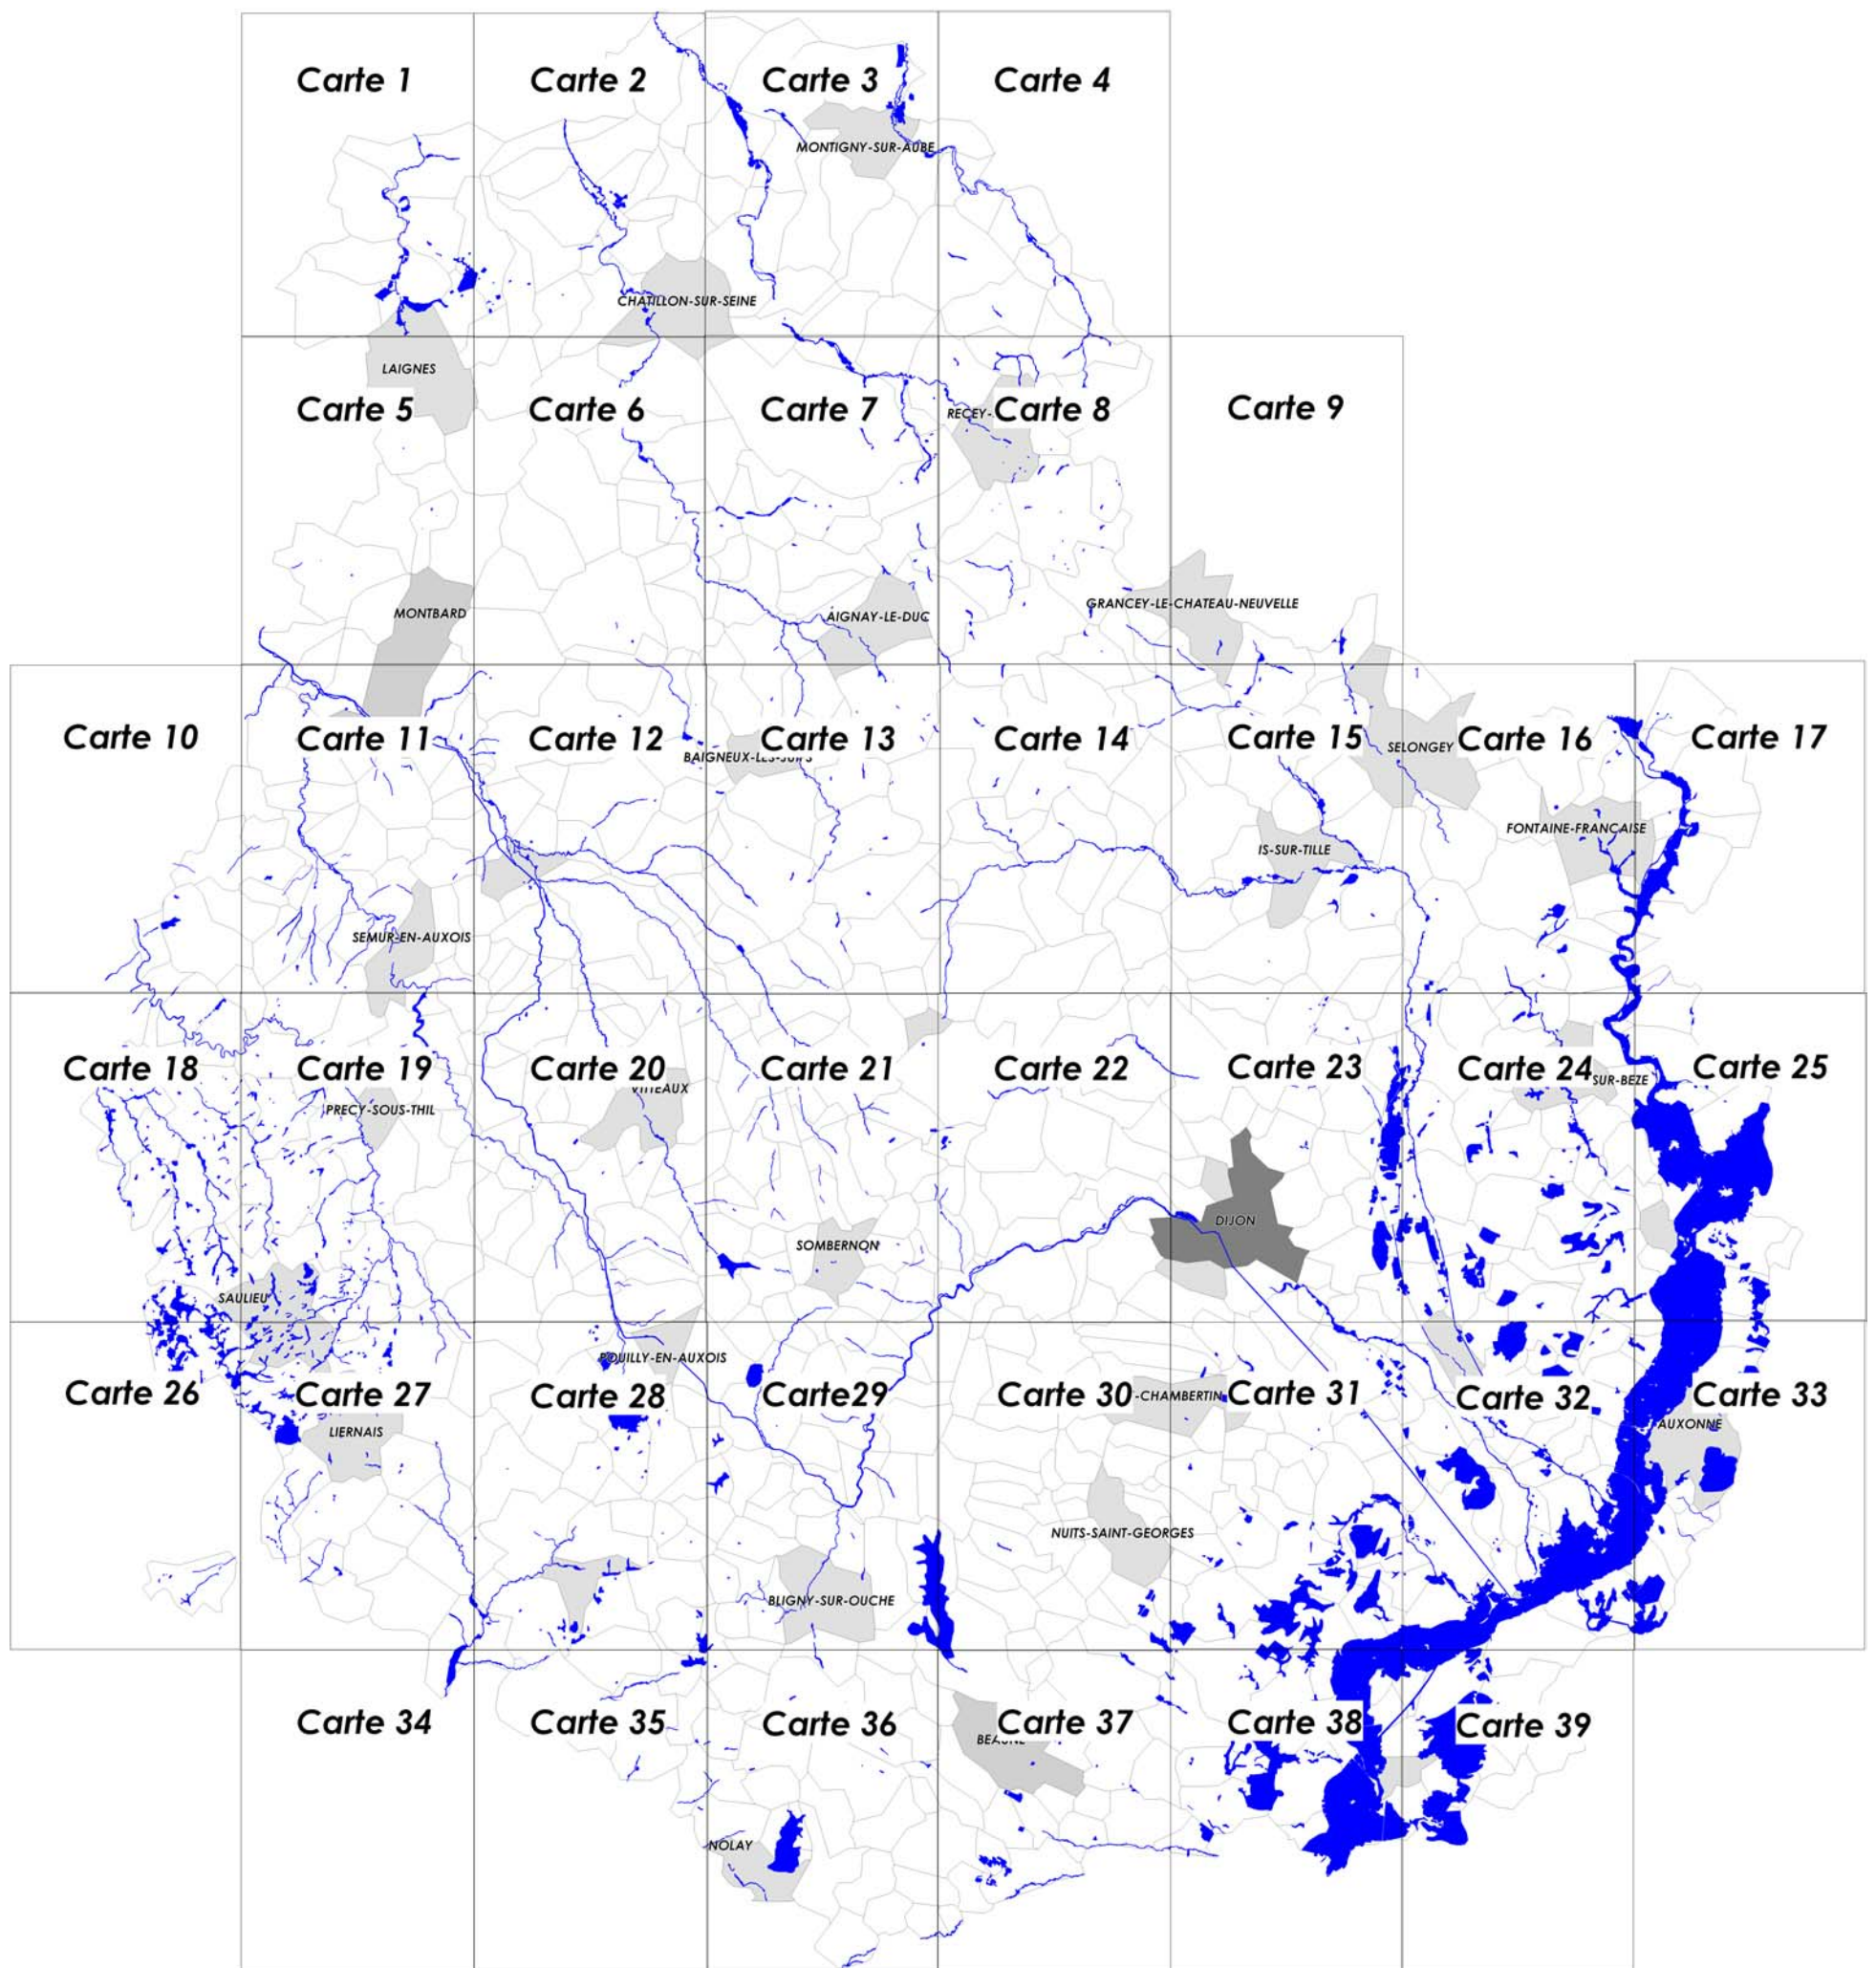 Carte 1
Carte 2
Carte 3
Carte 4
MONTIGNY-SUR-AUBE
CHATILLON-SUR-SEINE
LAIGNES
Carte 5
Carte 6
Carte 7
RECEY-
Carte 8
Carte 9
MONTBARD
AIGNAY-LE-DUC
GRANCEY-LE-CHATEAU-NEUVELLE
Carte 10
Carte 11
Carte 12
BAIGNEUX-LES-JUIFS
Carte 13
Carte 14
Carte 15
SELONGEY
Carte 16
Carte 17
FONTAINE-FRANCAISE
IS-SUR-TILLE
SEMUR-EN-AUXOIS
Carte 18
Carte 19
Carte 20
VITTEAUX
Carte 21
Carte 22
Carte 23
Carte 24
SUR-BEZE
Carte 25
PRECY-SOUS-THIL
DIJON
SOMBERNON
SAULIEU
POUILLY-EN-AUXOIS
Carte 26
Carte 27
Carte 28
Carte29
Carte 30
-CHAMBERTIN
Carte 31
Carte 32
Carte 33
AUXONNE
LIERNAIS
NUITS-SAINT-GEORGES
BLIGNY-SUR-OUCHE
Carte 34
Carte 35
Carte 36
Carte 37
BEAUNE
Carte 38
Carte 39
NOLAY